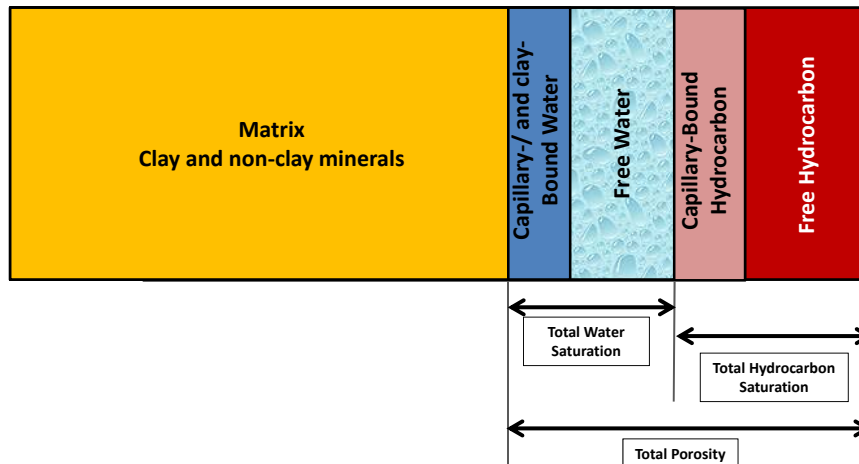 Matrix
Clay and non-clay minerals
Capillary-/ and clay-
Bound Water
Free Water
Capillary-Bound
Hydrocarbon
Free Hydrocarbon
Total Water
Saturation
Total Hydrocarbon
Saturation
Total Porosity